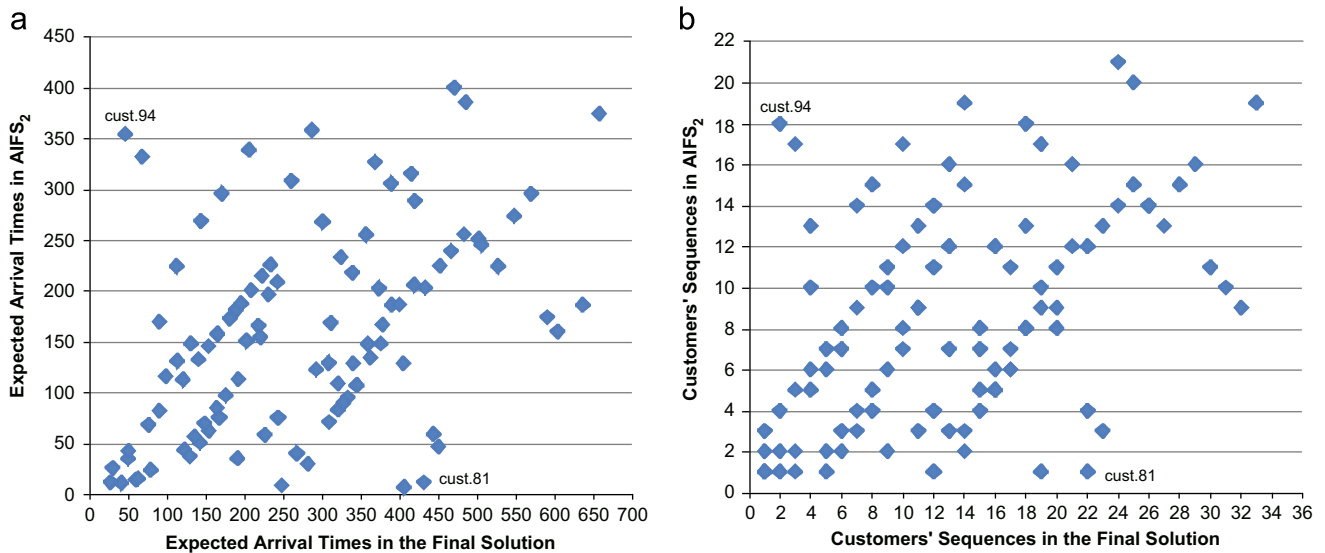 a
450
400
350
300
250
200
150
100
50
0
Expected Arrival Times in AIFS2
cust.94
cust.81
0 50 100 150 200 250 300 350 400 450 500 550 600 650 700
Expected Arrival Times in the Final Solution
b
22
20
18
16
14
12
10
8
6
4
2
0
Customers' Sequences in AIFS2
cust.94
cust.81
0 2 4 6 8 10 12 14 16 18 20 22 24 26 28 30 32 34 36
Customers' Sequences in the Final Solution